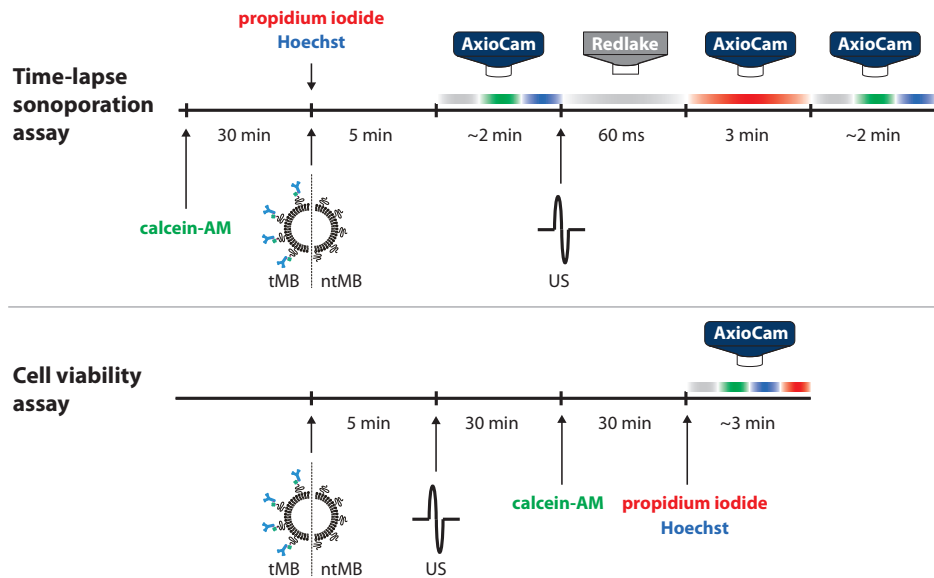 propidium iodide
Hoechst
AxioCam
Redlake
AxioCam
AxioCam
Time-lapse
sonoporation
assay
30 min
5 min
~2 min
60 ms
3 min
~2 min
calcein-AM
tMB
ntMB
US
AxioCam
Cell viability
assay
5 min
30 min
30 min
~3 min
calcein-AM
propidium iodide
Hoechst
tMB
ntMB
US